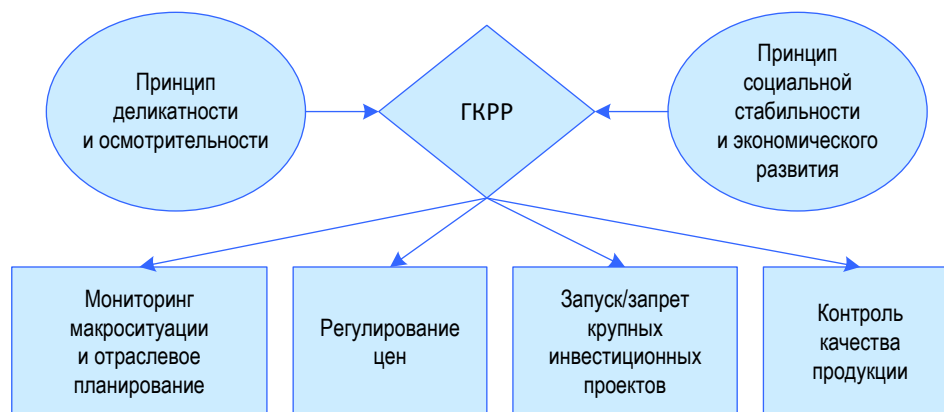 Принцип
деликатности
и осмотрительности
ГКРР
Принцип
социальной
стабильности
и экономического
развития
Мониторинг
макроситуации
и отраслевое
планирование
Регулирование
цен
Запуск/запрет
крупных
инвестиционных
проектов
Контроль
качества
продукции